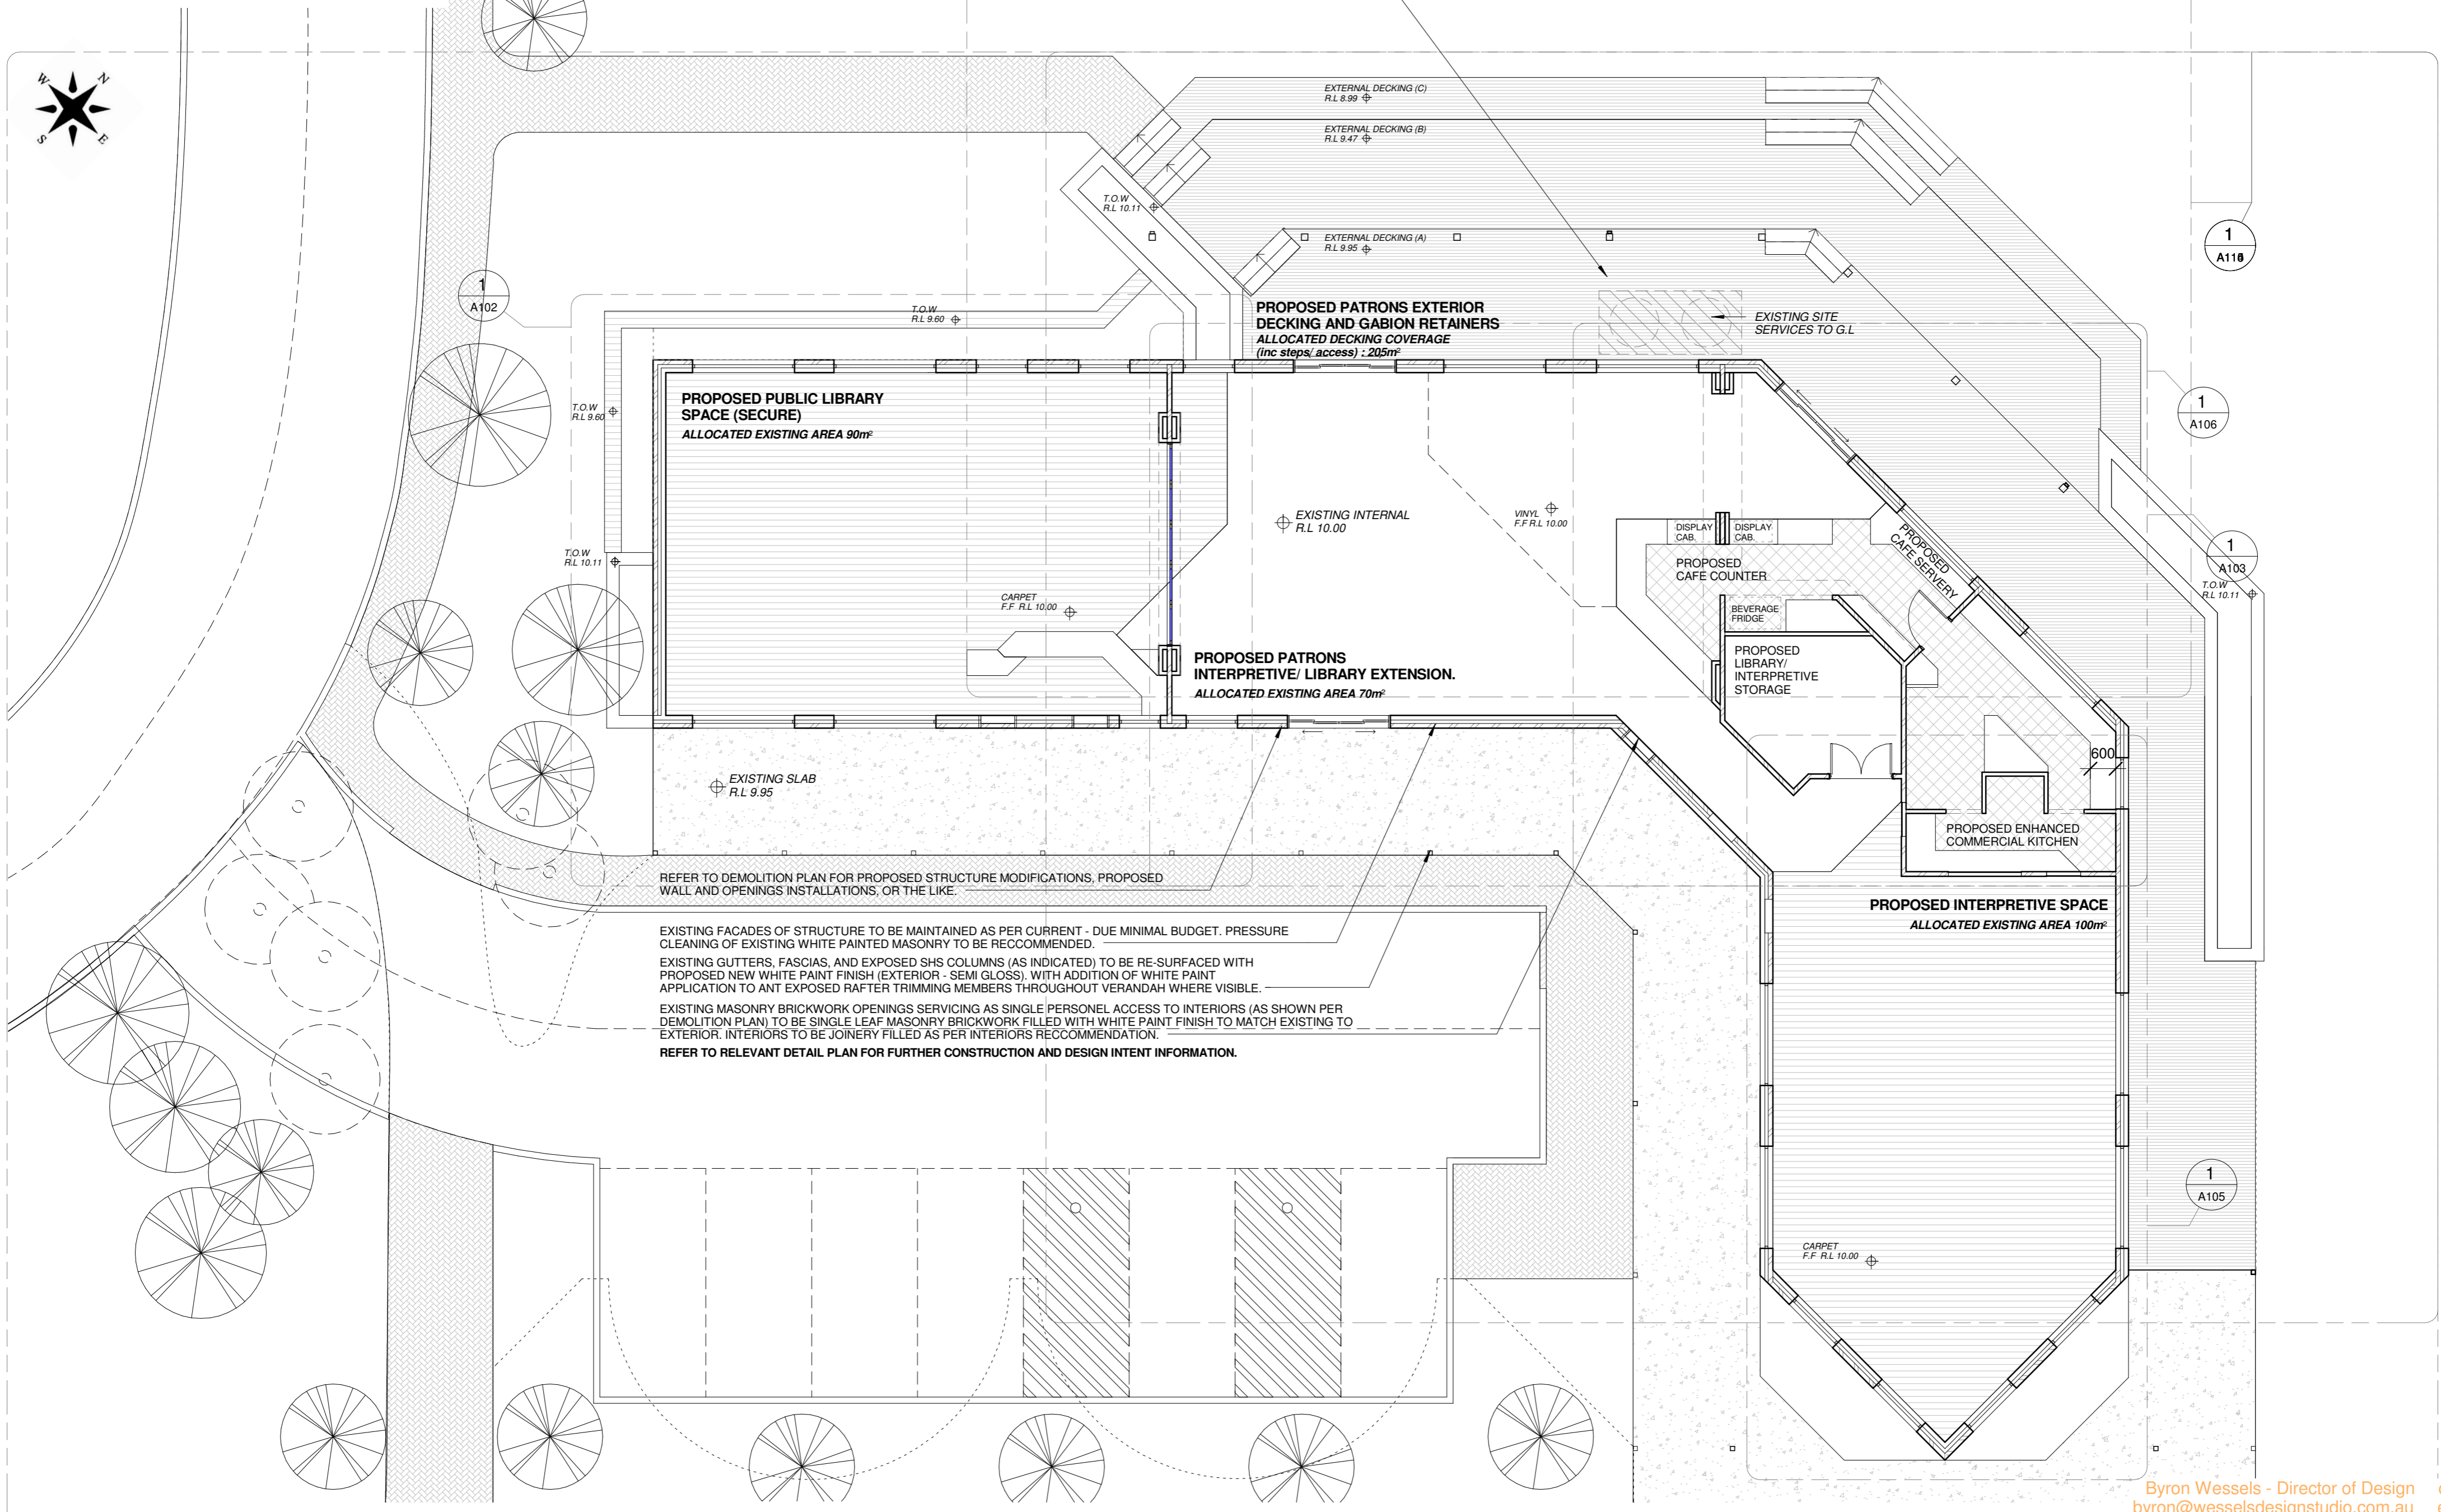 W
N
S
E
EXTERNAL DECKING (C)
R.L 8.99
EXTERNAL DECKING (B)
R.L 9.47
T.O.W
R.L 10.11
EXTERNAL DECKING (A)
R.L 9.95
1
1
A102
T.O.W
R.L 9.60
PROPOSED PATRONS EXTERIOR
DECKING AND GABION RETAINERS
ALLOCATED DECKING COVERAGE
(inc steps/ access) : 205m²
EXISTING SITE
SERVICES TO G.L
T.O.W
R.L 9.60
PROPOSED PUBLIC LIBRARY
SPACE (SECURE)
ALLOCATED EXISTING AREA 90m²
1
A106
EXISTING INTERNAL
R.L 10.00
VINYL
F.F R.L 10.00
DISPLAY
CAB.
DISPLAY
CAB.
PROPOSED
CAFE SERVERY
PROPOSED
CAFE COUNTER
1
A103
T.O.W
R.L 10.11
T.O.W
R.L 10.11
CARPET
F.F R.L 10.00
BEVERAGE
FRIDGE
PROPOSED PATRONS
INTERPRETIVE/ LIBRARY EXTENSION.
ALLOCATED EXISTING AREA 70m²
PROPOSED
LIBRARY/
INTERPRETIVE
STORAGE
600
EXISTING SLAB
R.L 9.95
PROPOSED ENHANCED
COMMERCIAL KITCHEN
REFER TO DEMOLITION PLAN FOR PROPOSED STRUCTURE MODIFICATIONS, PROPOSED
WALL AND OPENINGS INSTALLATIONS, OR THE LIKE.
PROPOSED INTERPRETIVE SPACE
ALLOCATED EXISTING AREA 100m²
EXISTING FACADES OF STRUCTURE TO BE MAINTAINED AS PER CURRENT - DUE MINIMAL BUDGET. PRESSURE
CLEANING OF EXISTING WHITE PAINTED MASONRY TO BE RECCOMMENDED.
EXISTING GUTTERS, FASCIAS, AND EXPOSED SHS COLUMNS (AS INDICATED) TO BE RE-SURFACED WITH
PROPOSED NEW WHITE PAINT FINISH (EXTERIOR - SEMI GLOSS). WITH ADDITION OF WHITE PAINT
APPLICATION TO ANT EXPOSED RAFTER TRIMMING MEMBERS THROUGHOUT VERANDAH WHERE VISIBLE.
EXISTING MASONRY BRICKWORK OPENINGS SERVICING AS SINGLE PERSONEL ACCESS TO INTERIORS (AS SHOWN PER
DEMOLITION PLAN) TO BE SINGLE LEAF MASONRY BRICKWORK FILLED WITH WHITE PAINT FINISH TO MATCH EXISTING TO
EXTERIOR. INTERIORS TO BE JOINERY FILLED AS PER INTERIORS RECCOMMENDATION.
REFER TO RELEVANT DETAIL PLAN FOR FURTHER CONSTRUCTION AND DESIGN INTENT INFORMATION.
1
A105
CARPET
F.F R.L 10.00
Byron Wessels - Director of Design
byron@wesselsdesignstudio.com.au